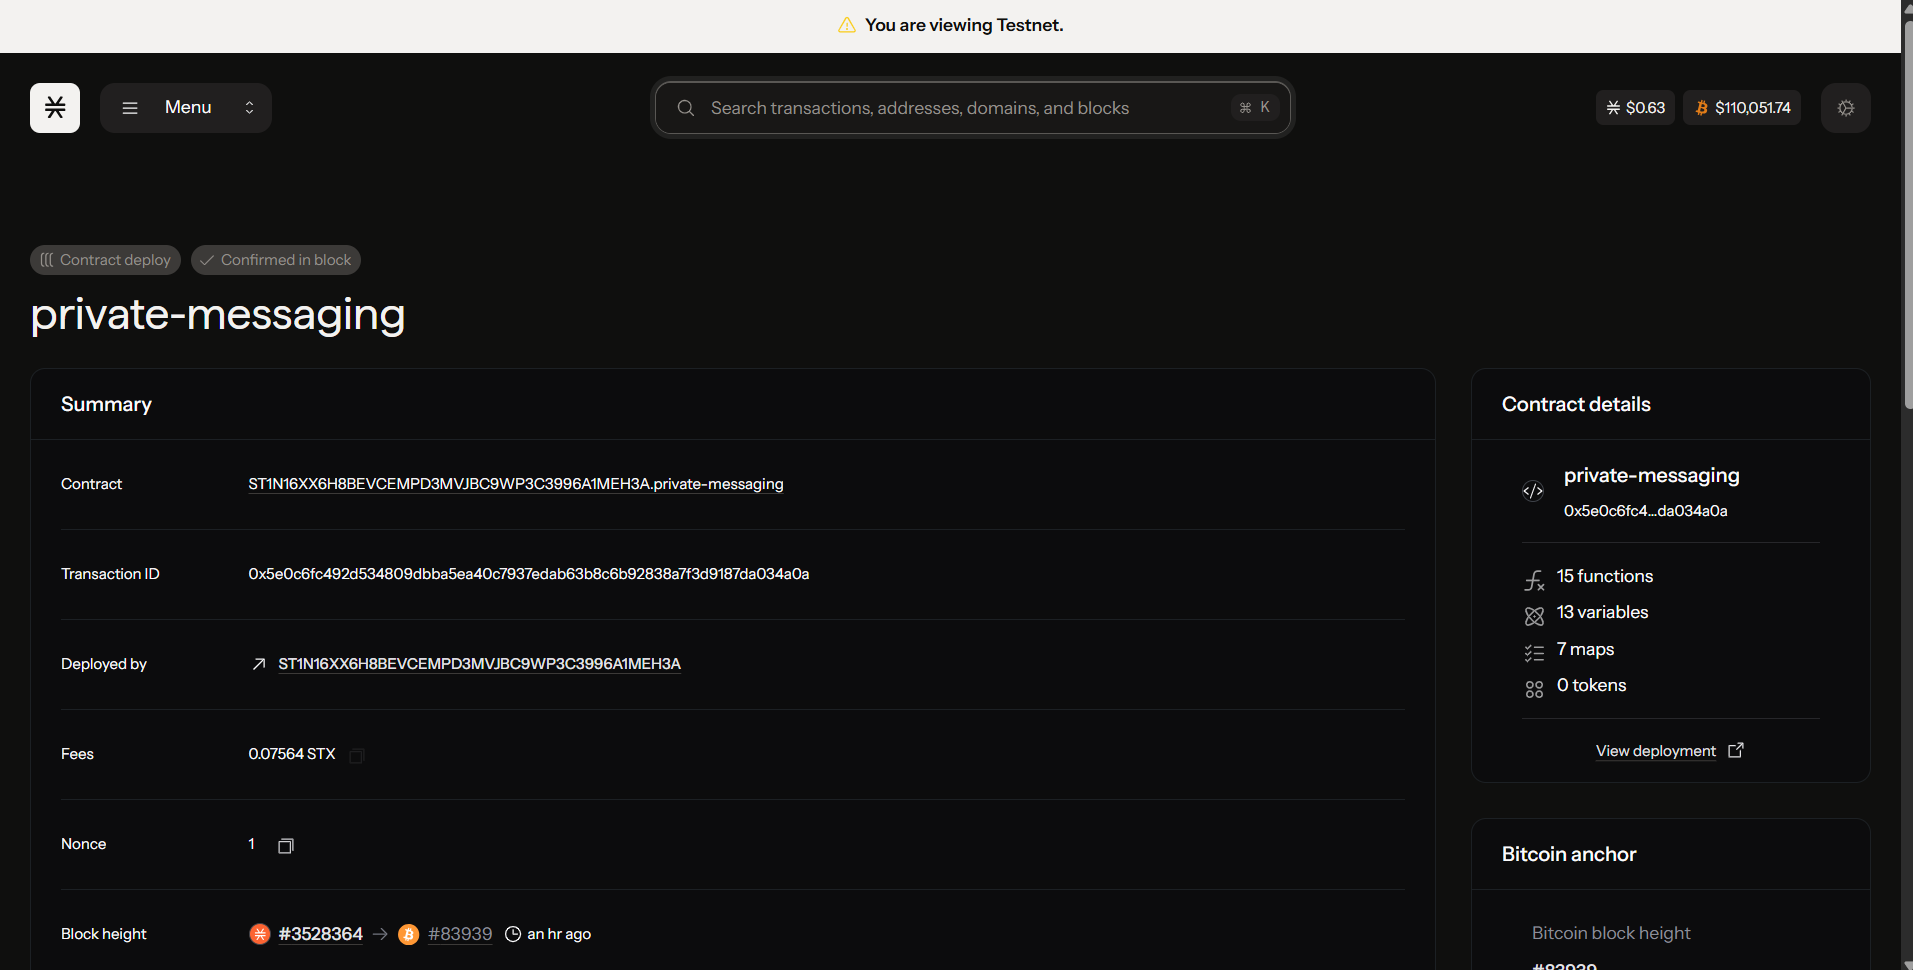 You are viewing Testnet.
Menu
Search transactions, addresses, domains, and blocks
⌘ K
$0.63
$110,051.74
Contract deploy
Confirmed in block
private-messaging
Summary
Contract
ST1N16XX6H8BEVCEMPD3MVJBC9WP3C3996A1MEH3A.private-messaging
Transaction ID
0x5e0c6fc492d534809dbba5ea40c7937edab63b8c6b92838a7f3d9187da034a0a
Deployed by
ST1N16XX6H8BEVCEMPD3MVJBC9WP3C3996A1MEH3A
Fees
0.07564 STX
Nonce
1
Block height
#3528364
#83939
an hr ago
Contract details
private-messaging
0x5e0c6fc4...da034a0a
15 functions
13 variables
7 maps
0 tokens
View deployment
Bitcoin anchor
Bitcoin block height
#83939